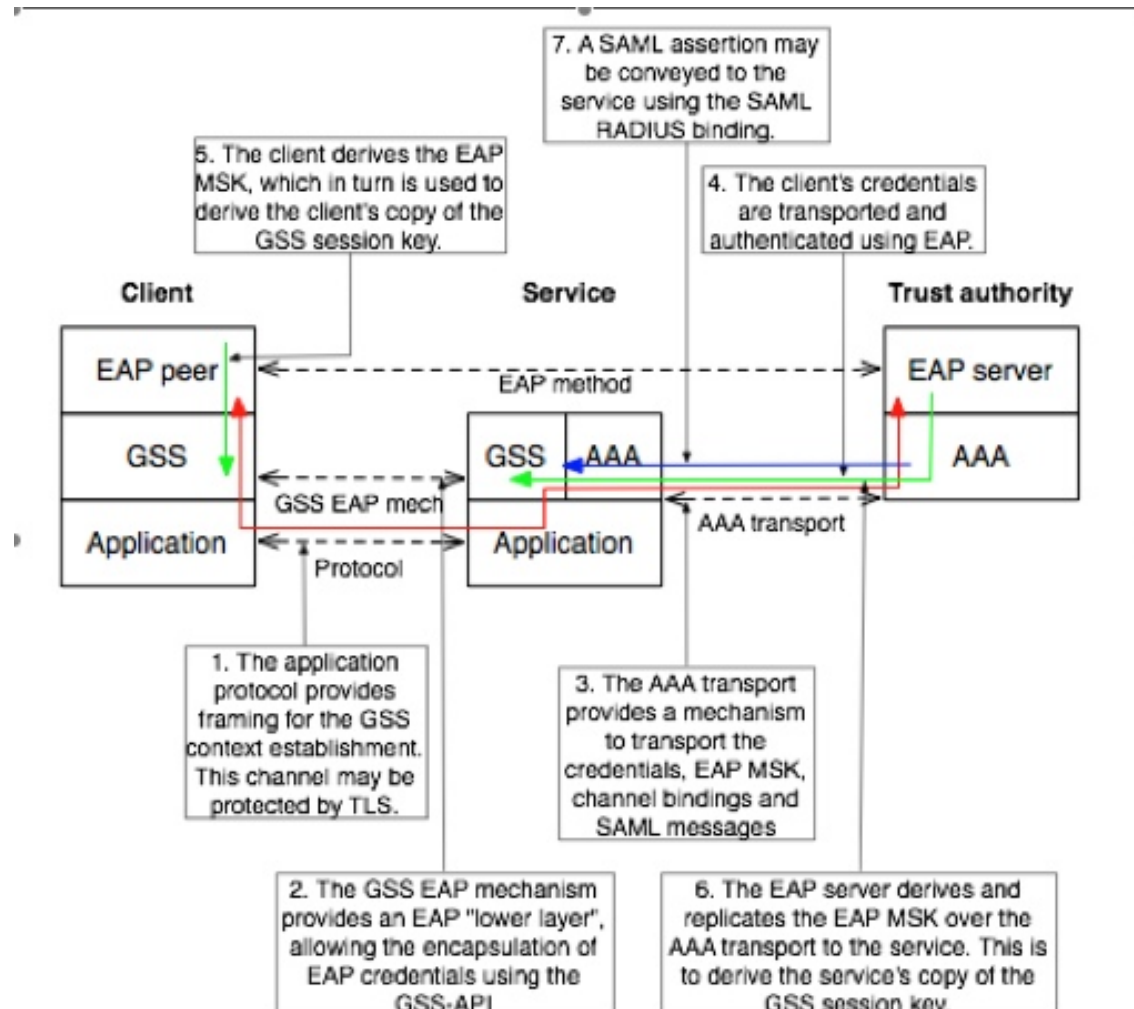 7. A SAML assertion may
be conveyed to the
service using the SAML
RADIUS binding.
5. The client derives the EAP
MSK, which in turn is used to
derive the client's copy of the
GSS session key.
4. The client's credentials
are transported and
authenticated using EAP.
Client
Service
Trust authority
EAP peer
EAP method
EAP server
GSS
GSS EAP mech
GSS
AAA
AAA
AAA transport
Application
Protocol
Application
1. The application
protocol provides
framing for the GSS
context establishment.
This channel may be
protected by TLS.
3. The AAA transport
provides a mechanism
to transport the
credentials, EAP MSK,
channel bindings and
SAML messages
2. The GSS EAP mechanism
provides an EAP "lower layer",
allowing the encapsulation of
EAP credentials using the
GSS-API
6. The EAP server derives and
replicates the EAP MSK over the
AAA transport to the service. This is
to derive the service's copy of the
GSS session key